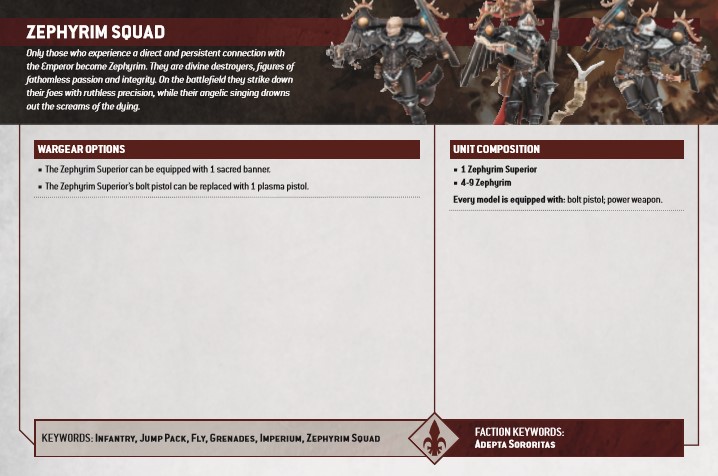 ZEPHYRIM SQUAD
Only those who experience a direct and persistent connection with
the Emperor become Zephyrim. They are divine destroyers, figures of
fathomless passion and integrity. On the battlefield they strike down
their foes with ruthless precision, while their angelic singing drowns
out the screams of the dying.
WARGEAR OPTIONS
▪ The Zephyrim Superior can be equipped with 1 sacred banner.
▪ The Zephyrim Superior's bolt pistol can be replaced with 1 plasma pistol.
UNIT COMPOSITION
▪ 1 Zephyrim Superior
▪ 4-9 Zephyrim
Every model is equipped with: bolt pistol; power weapon.
KEYWORDS: Infantry, Jump Pack, Fly, Grenades, Imperium, Zephyrim Squad
FACTION KEYWORDS:
Adepta Sororitas